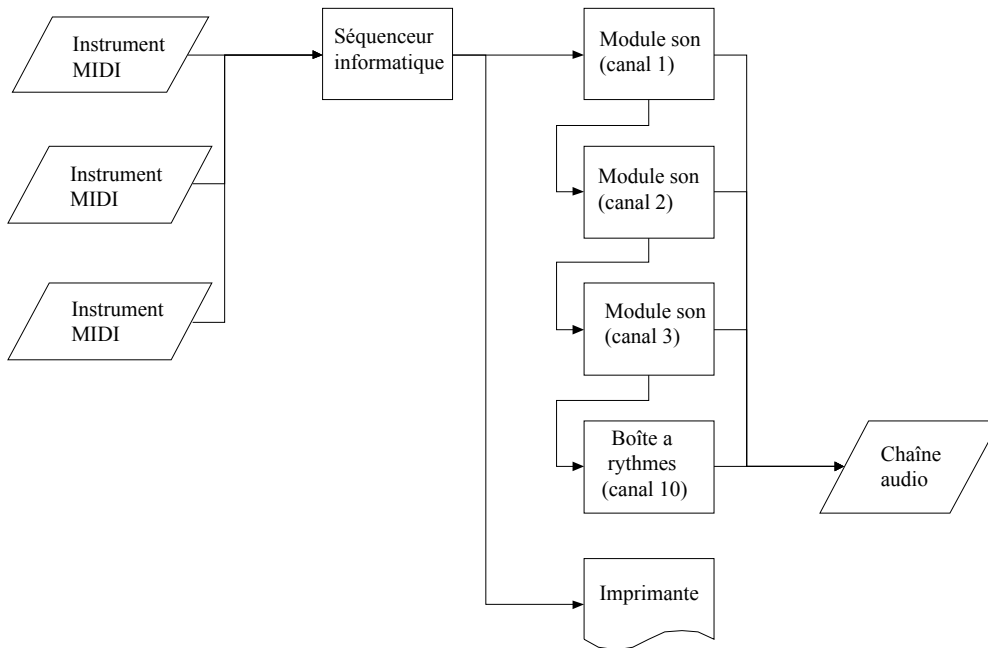 Instrument
MIDI
Séquenceur
informatique
Module son
(canal 1)
Instrument
MIDI
Module son
(canal 2)
Instrument
MIDI
Module son
(canal 3)
Boîte a
rythmes
(canal 10)
Chaîne
audio
Imprimante